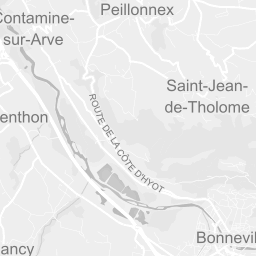 Peillonnex
Contamine-
sur-Arve
Saint-Jean-
de-Tholome
enthon
ROUTE DE LA CÔTE D'HYOT
Bonnevil
ancy